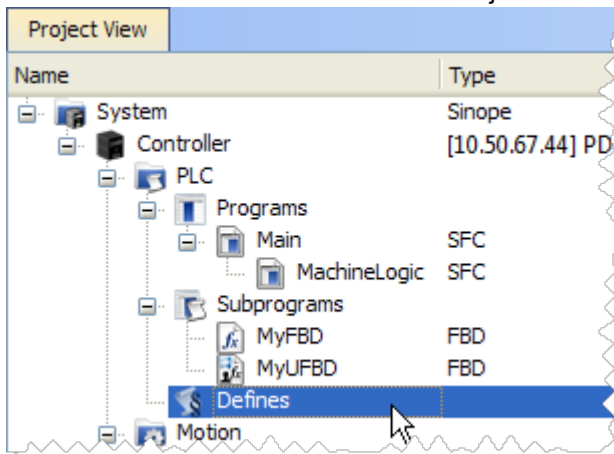 Project View
Name Type
System Sinope
Controller [10.50.67.44] PD
PLC
Programs
Main SFC
MachineLogic SFC
Subprograms
MyFBD FBD
MyUFBD FBD
Defines
Motion